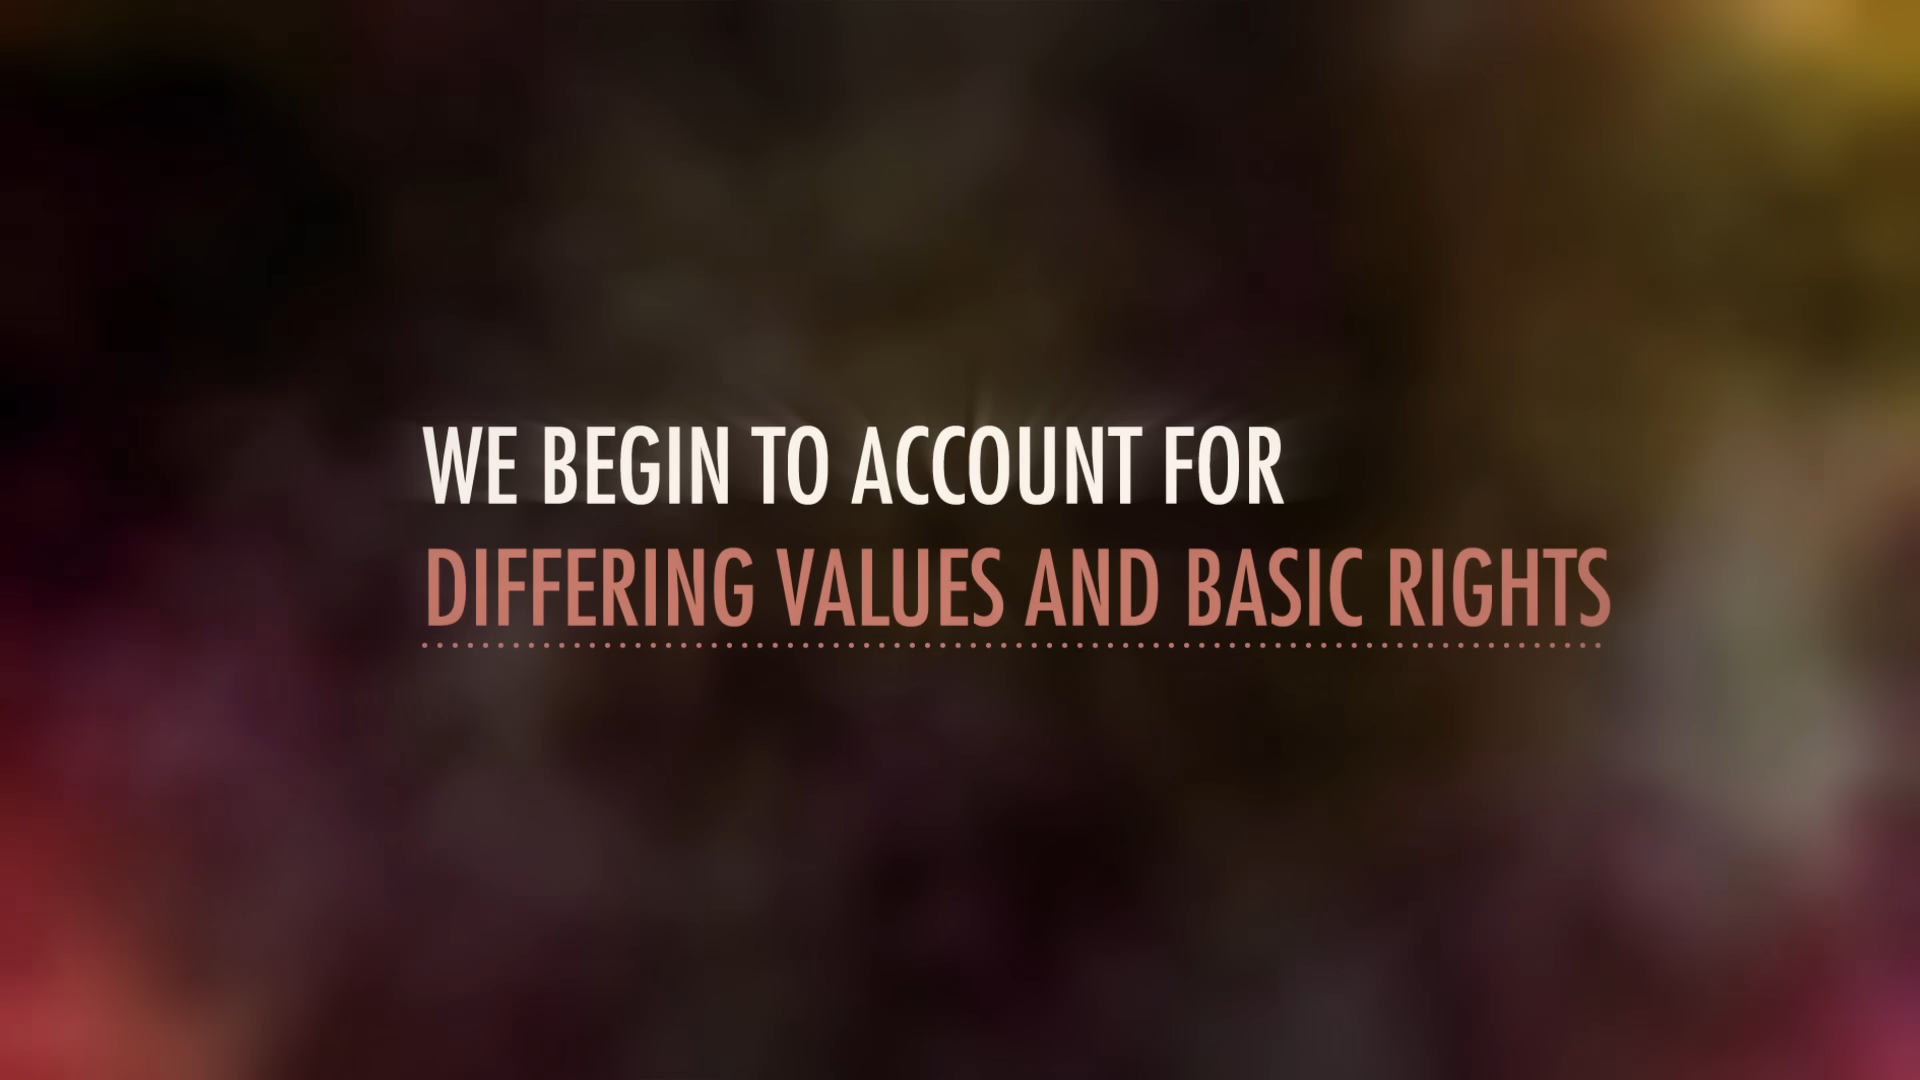 WE BEGIN TO ACCOUNT FOR
DIFFERING VALUES AND BASIC RIGHTS